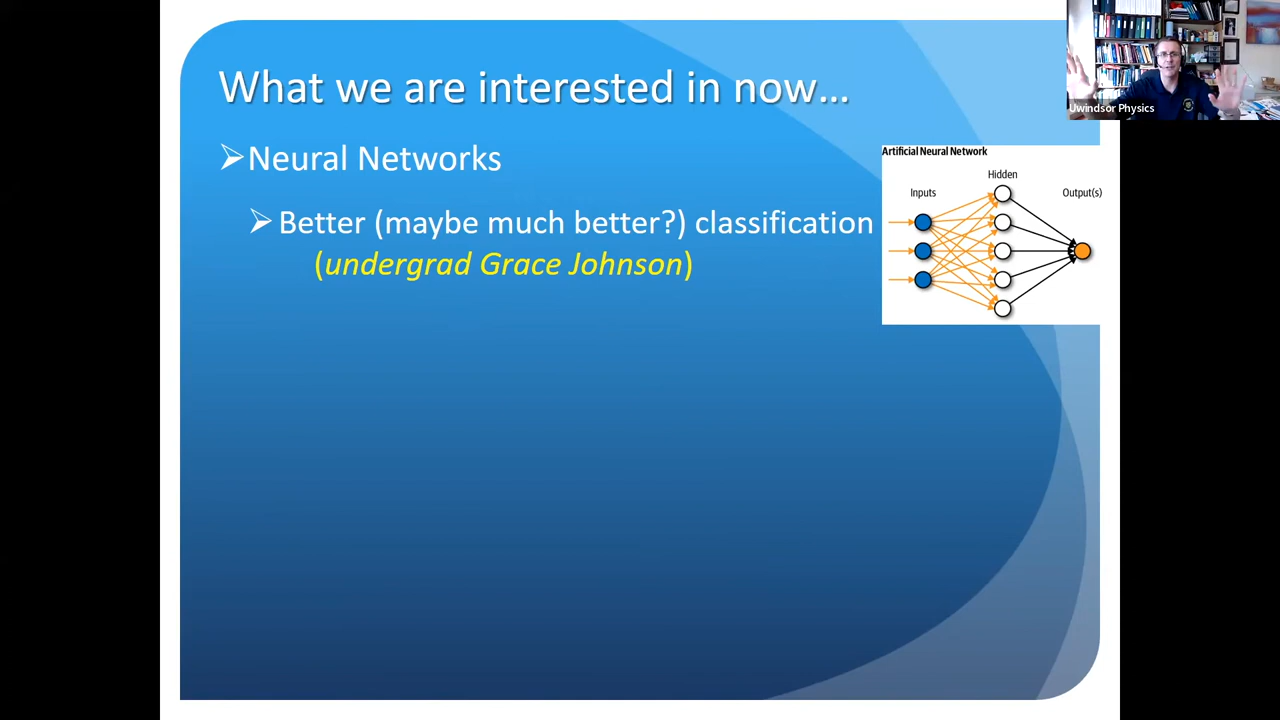 What we are interested in now...
Neural Networks
Better (maybe much better?) classification
(undergrad Grace Johnson)
Artificial Neural Network
Hidden
Inputs
Output(s)
Uwindsor Physics